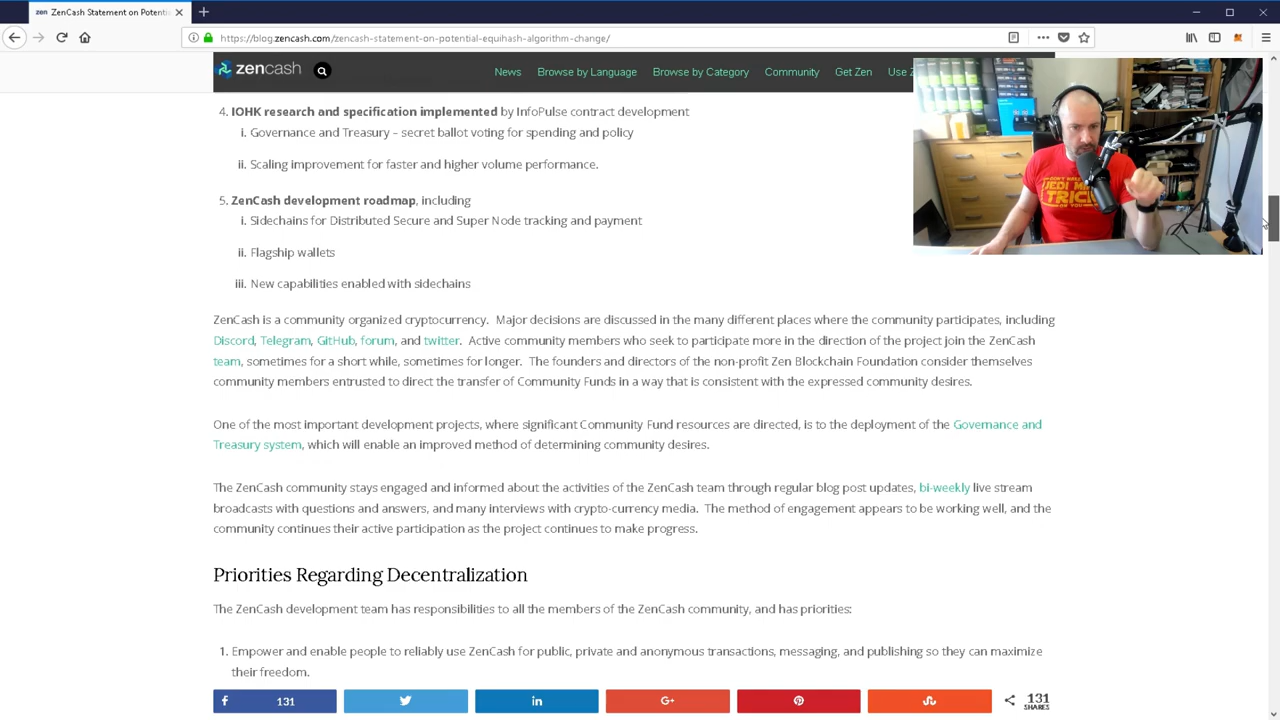 zen ZenCash Statement on Potenti
https://blog.zencash.com/zencash-statement-on-potential-equihash-algorithm-change/
zencash
News
Browse by Language
Browse by Category
Community
Get Zen
Use
4. IOHK research and specification implemented by InfoPulse contract development
i. Governance and Treasury – secret ballot voting for spending and policy
ii. Scaling improvement for faster and higher volume performance.
5. ZenCash development roadmap, including
i. Sidechains for Distributed Secure and Super Node tracking and payment
ii. Flagship wallets
iii. New capabilities enabled with sidechains
ZenCash is a community organized cryptocurrency. Major decisions are discussed in the many different places where the community participates, including
Discord, Telegram, GitHub, forum, and twitter. Active community members who seek to participate more in the direction of the project join the ZenCash
team, sometimes for a short while, sometimes for longer. The founders and directors of the non-profit Zen Blockchain Foundation consider themselves
community members entrusted to direct the transfer of Community Funds in a way that is consistent with the expressed community desires.
One of the most important development projects, where significant Community Fund resources are directed, is to the deployment of the Governance and
Treasury system, which will enable an improved method of determining community desires.
The ZenCash community stays engaged and informed about the activities of the ZenCash team through regular blog post updates, bi-weekly live stream
broadcasts with questions and answers, and many interviews with crypto-currency media. The method of engagement appears to be working well, and the
community continues their active participation as the project continues to make progress.
Priorities Regarding Decentralization
The ZenCash development team has responsibilities to all the members of the ZenCash community, and has priorities:
1. Empower and enable people to reliably use ZenCash for public, private and anonymous transactions, messaging, and publishing so they can maximize
their freedom.
131
131
SHARES
JEDI
TRIC